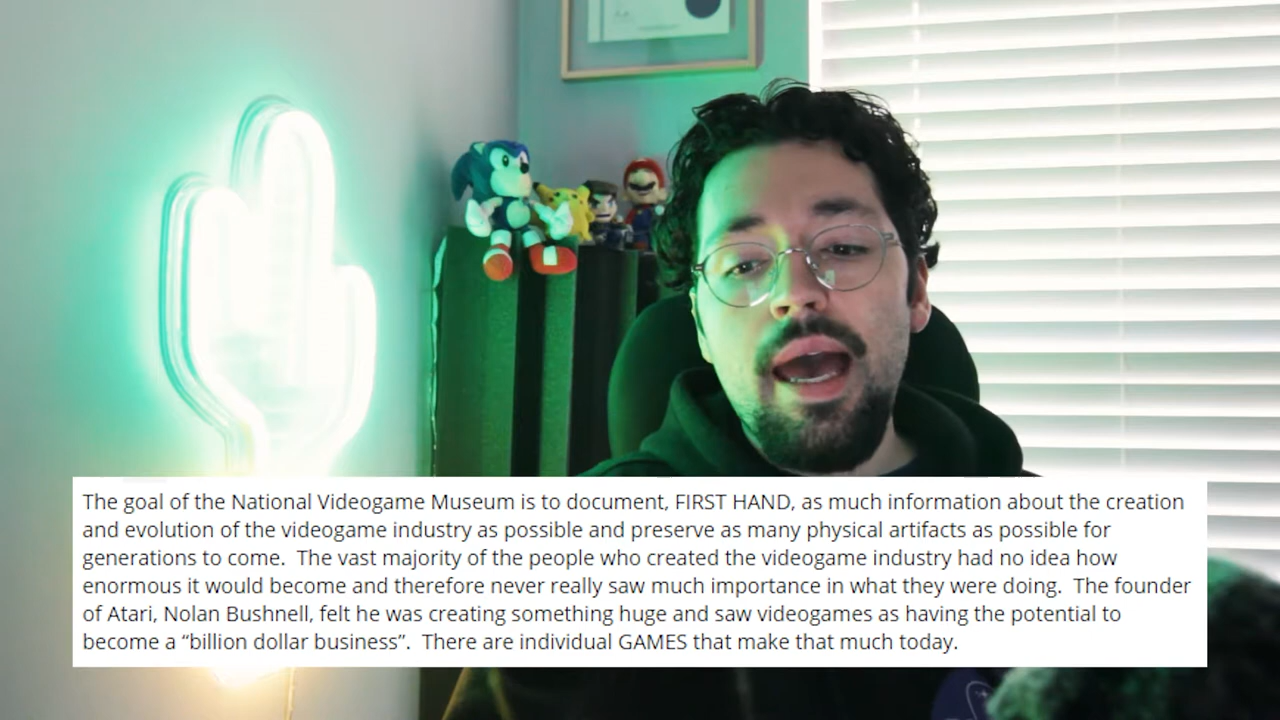 The goal of the National Videogame Museum is to document, FIRST HAND, as much information about the creation
and evolution of the videogame industry as possible and preserve as many physical artifacts as possible for
generations to come.  The vast majority of the people who created the videogame industry had no idea how
enormous it would become and therefore never really saw much importance in what they were doing.  The founder
of Atari, Nolan Bushnell, felt he was creating something huge and saw videogames as having the potential to
become a “billion dollar business”.  There are individual GAMES that make that much today.